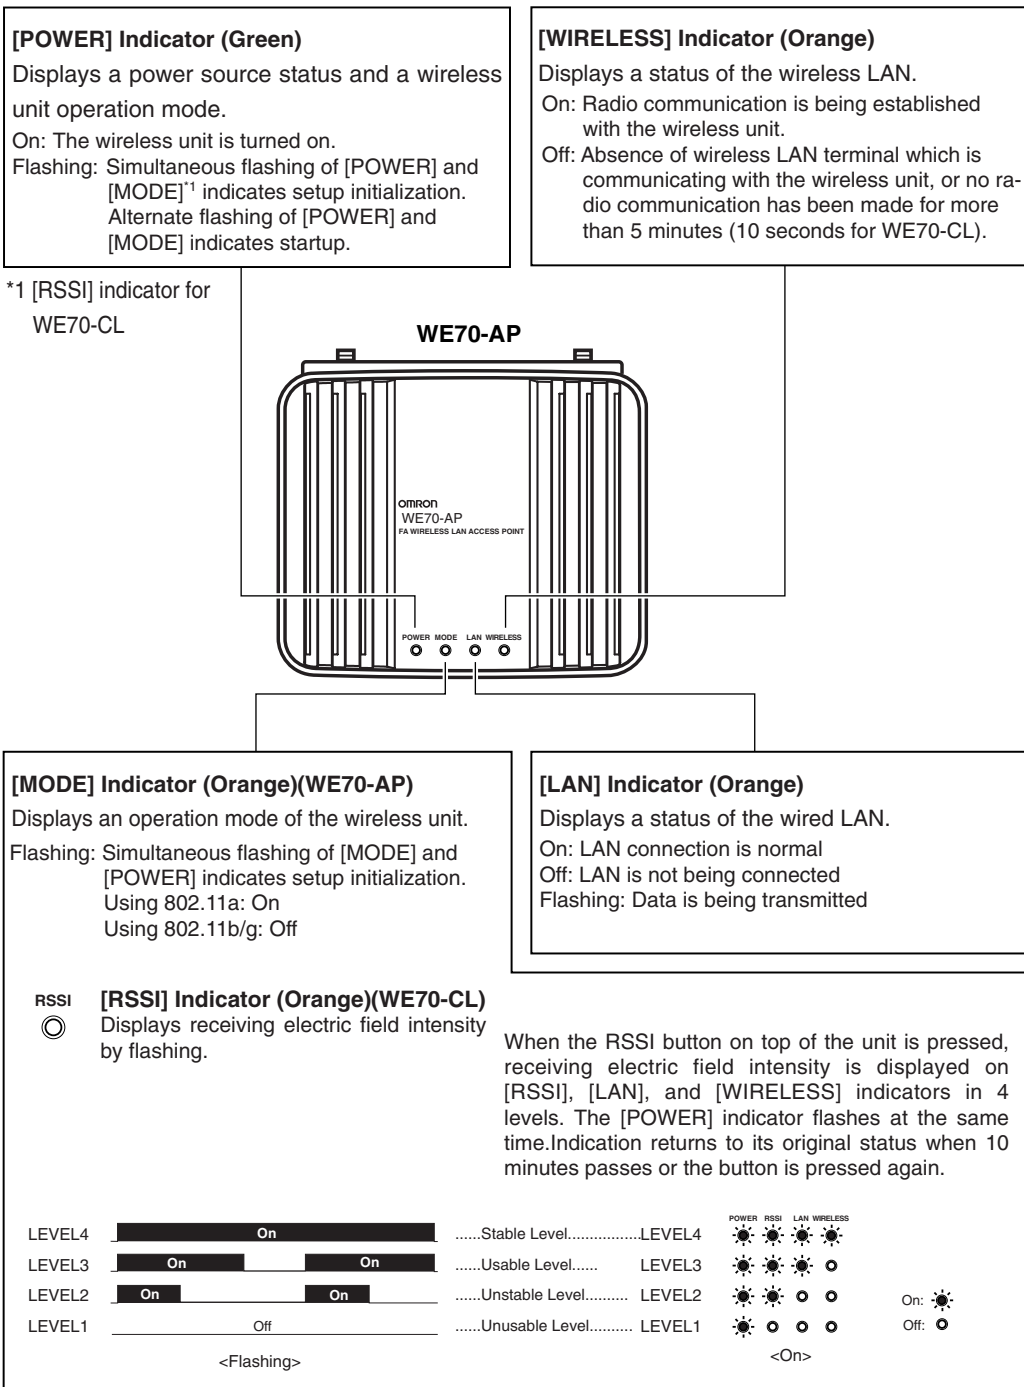 [POWER] Indicator (Green)
Displays a power source status and a wireless
unit operation mode.
On: The wireless unit is turned on.
Flashing: Simultaneous flashing of [POWER] and
[MODE]*1 indicates setup initialization.
Alternate flashing of [POWER] and
[MODE] indicates startup.
[WIRELESS] Indicator (Orange)
Displays a status of the wireless LAN.
On: Radio communication is being established
with the wireless unit.
Off: Absence of wireless LAN terminal which is
communicating with the wireless unit, or no ra-
dio communication has been made for more
than 5 minutes (10 seconds for WE70-CL).
*1 [RSSI] indicator for
WE70-CL
WE70-AP
OMRON
WE70-AP
FA WIRELESS LAN ACCESS POINT
POWER MODE LAN WIRELESS
[MODE] Indicator (Orange)(WE70-AP)
Displays an operation mode of the wireless unit.
Flashing: Simultaneous flashing of [MODE] and
[POWER] indicates setup initialization.
Using 802.11a: On
Using 802.11b/g: Off
[LAN] Indicator (Orange)
Displays a status of the wired LAN.
On: LAN connection is normal
Off: LAN is not being connected
Flashing: Data is being transmitted
RSSI
[RSSI] Indicator (Orange)(WE70-CL)
Displays receiving electric field intensity
by flashing.
When the RSSI button on top of the unit is pressed,
receiving electric field intensity is displayed on
[RSSI], [LAN], and [WIRELESS] indicators in 4
levels. The [POWER] indicator flashes at the same
time.Indication returns to its original status when 10
minutes passes or the button is pressed again.
POWER RSSI LAN WIRELESS
LEVEL4 On ......Stable Level.................LEVEL4
LEVEL3 On On ......Usable Level...... LEVEL3
LEVEL2 On On ......Unstable Level.......... LEVEL2 On:
LEVEL1 Off ......Unusable Level.......... LEVEL1 Off:
<Flashing> <On>